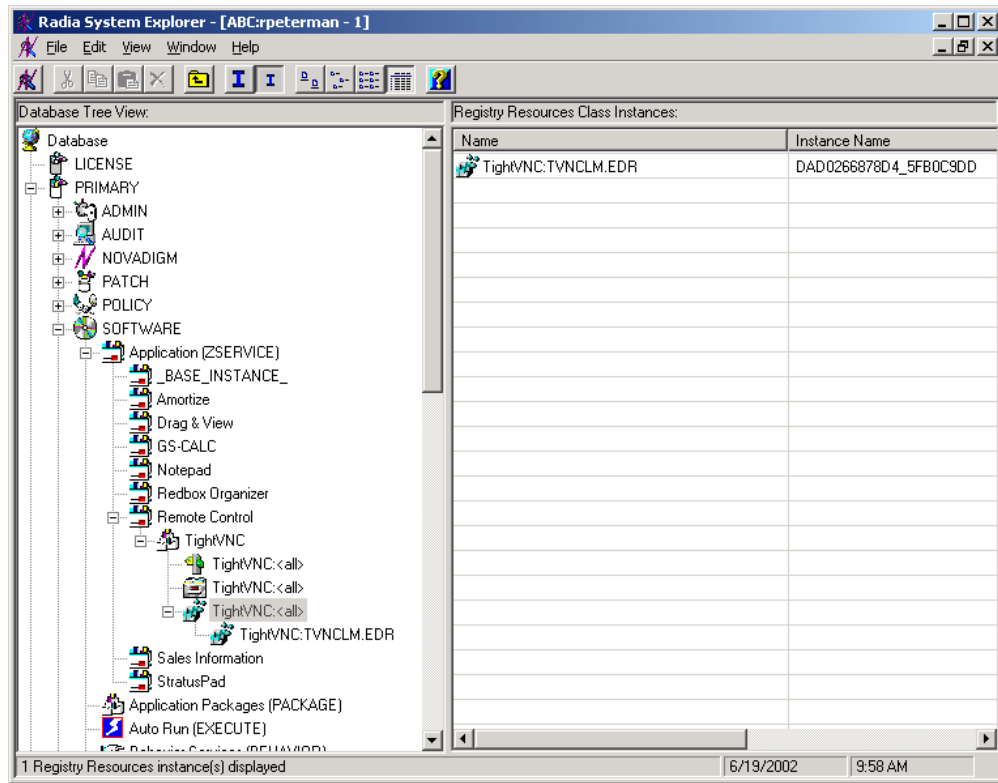 Radia System Explorer - [ABC:rpeterman - 1]
File Edit View Window Help
Database Tree View:
Registry Resources Class Instances:
Name Instance Name
TightVNC:TVNCLM.EDR DAD0266878D4_5FB0C9DD
Database
LICENSE
PRIMARY
ADMIN
AUDIT
NOVADIGM
PATCH
POLICY
SOFTWARE
Application (ZSERVICE)
_BASE_INSTANCE_
Amortize
Drag & View
GS-CALC
Notepad
Redbox Organizer
Remote Control
TightVNC
TightVNC:<all>
TightVNC:<all>
TightVNC:<all>
TightVNC:TVNCLM.EDR
Sales Information
StratusPad
Application Packages (PACKAGE)
Auto Run (EXECUTE)
1 Registry Resources instance(s) displayed
6/19/2002 9:58 AM